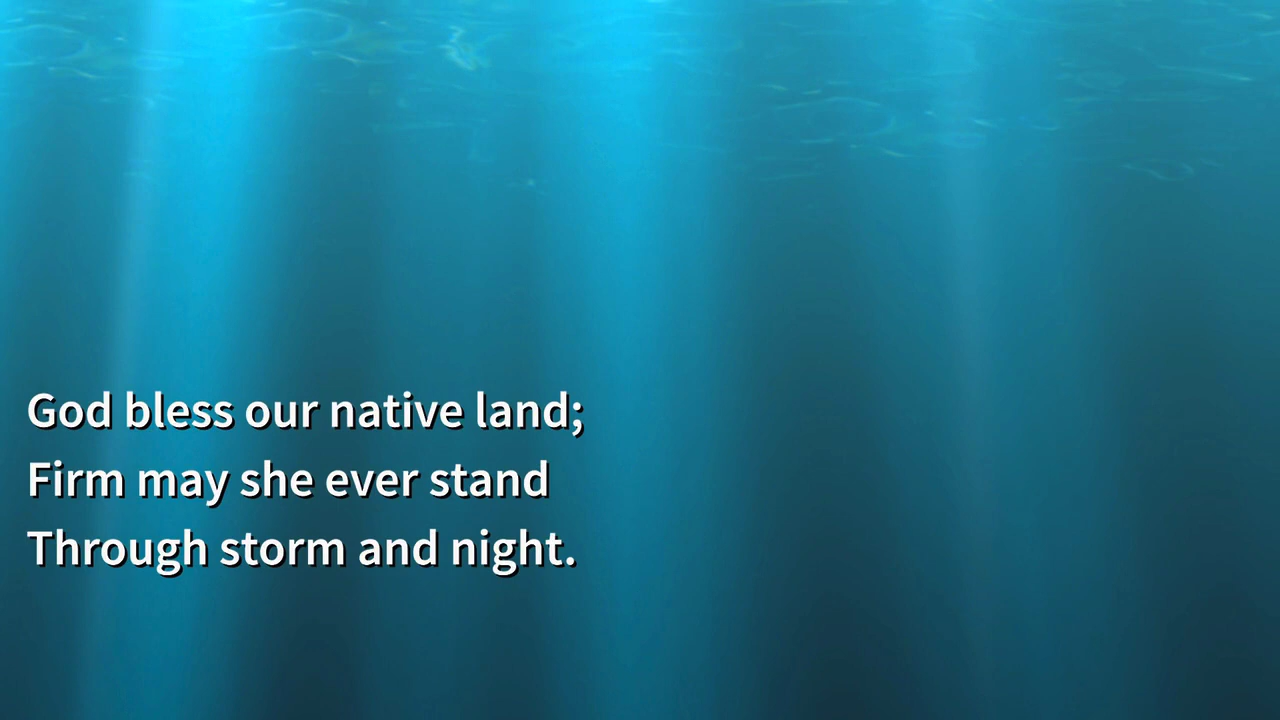 God bless our native land;
Firm may she ever stand
Through storm and night.